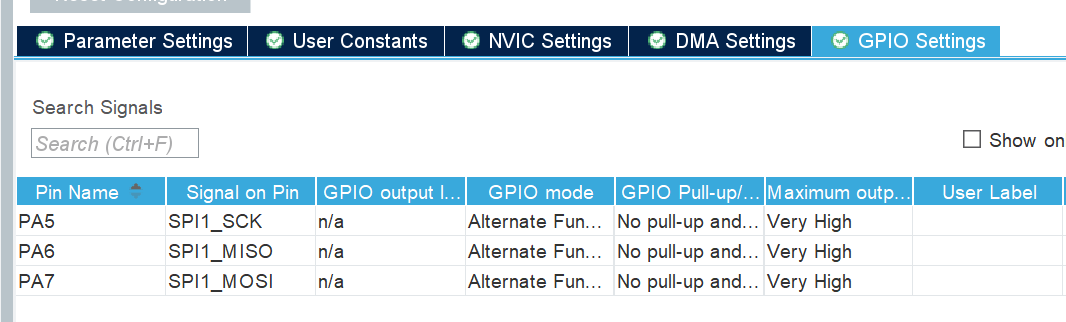 Reset Configuration
Parameter Settings User Constants NVIC Settings DMA Settings GPIO Settings
Search Signals
Search (Ctrl+F)
Show on
Pin Name Signal on Pin GPIO output l... GPIO mode GPIO Pull-up/... Maximum outp... User Label
PA5 SPI1_SCK n/a Alternate Fun... No pull-up and... Very High
PA6 SPI1_MISO n/a Alternate Fun... No pull-up and... Very High
PA7 SPI1_MOSI n/a Alternate Fun... No pull-up and... Very High